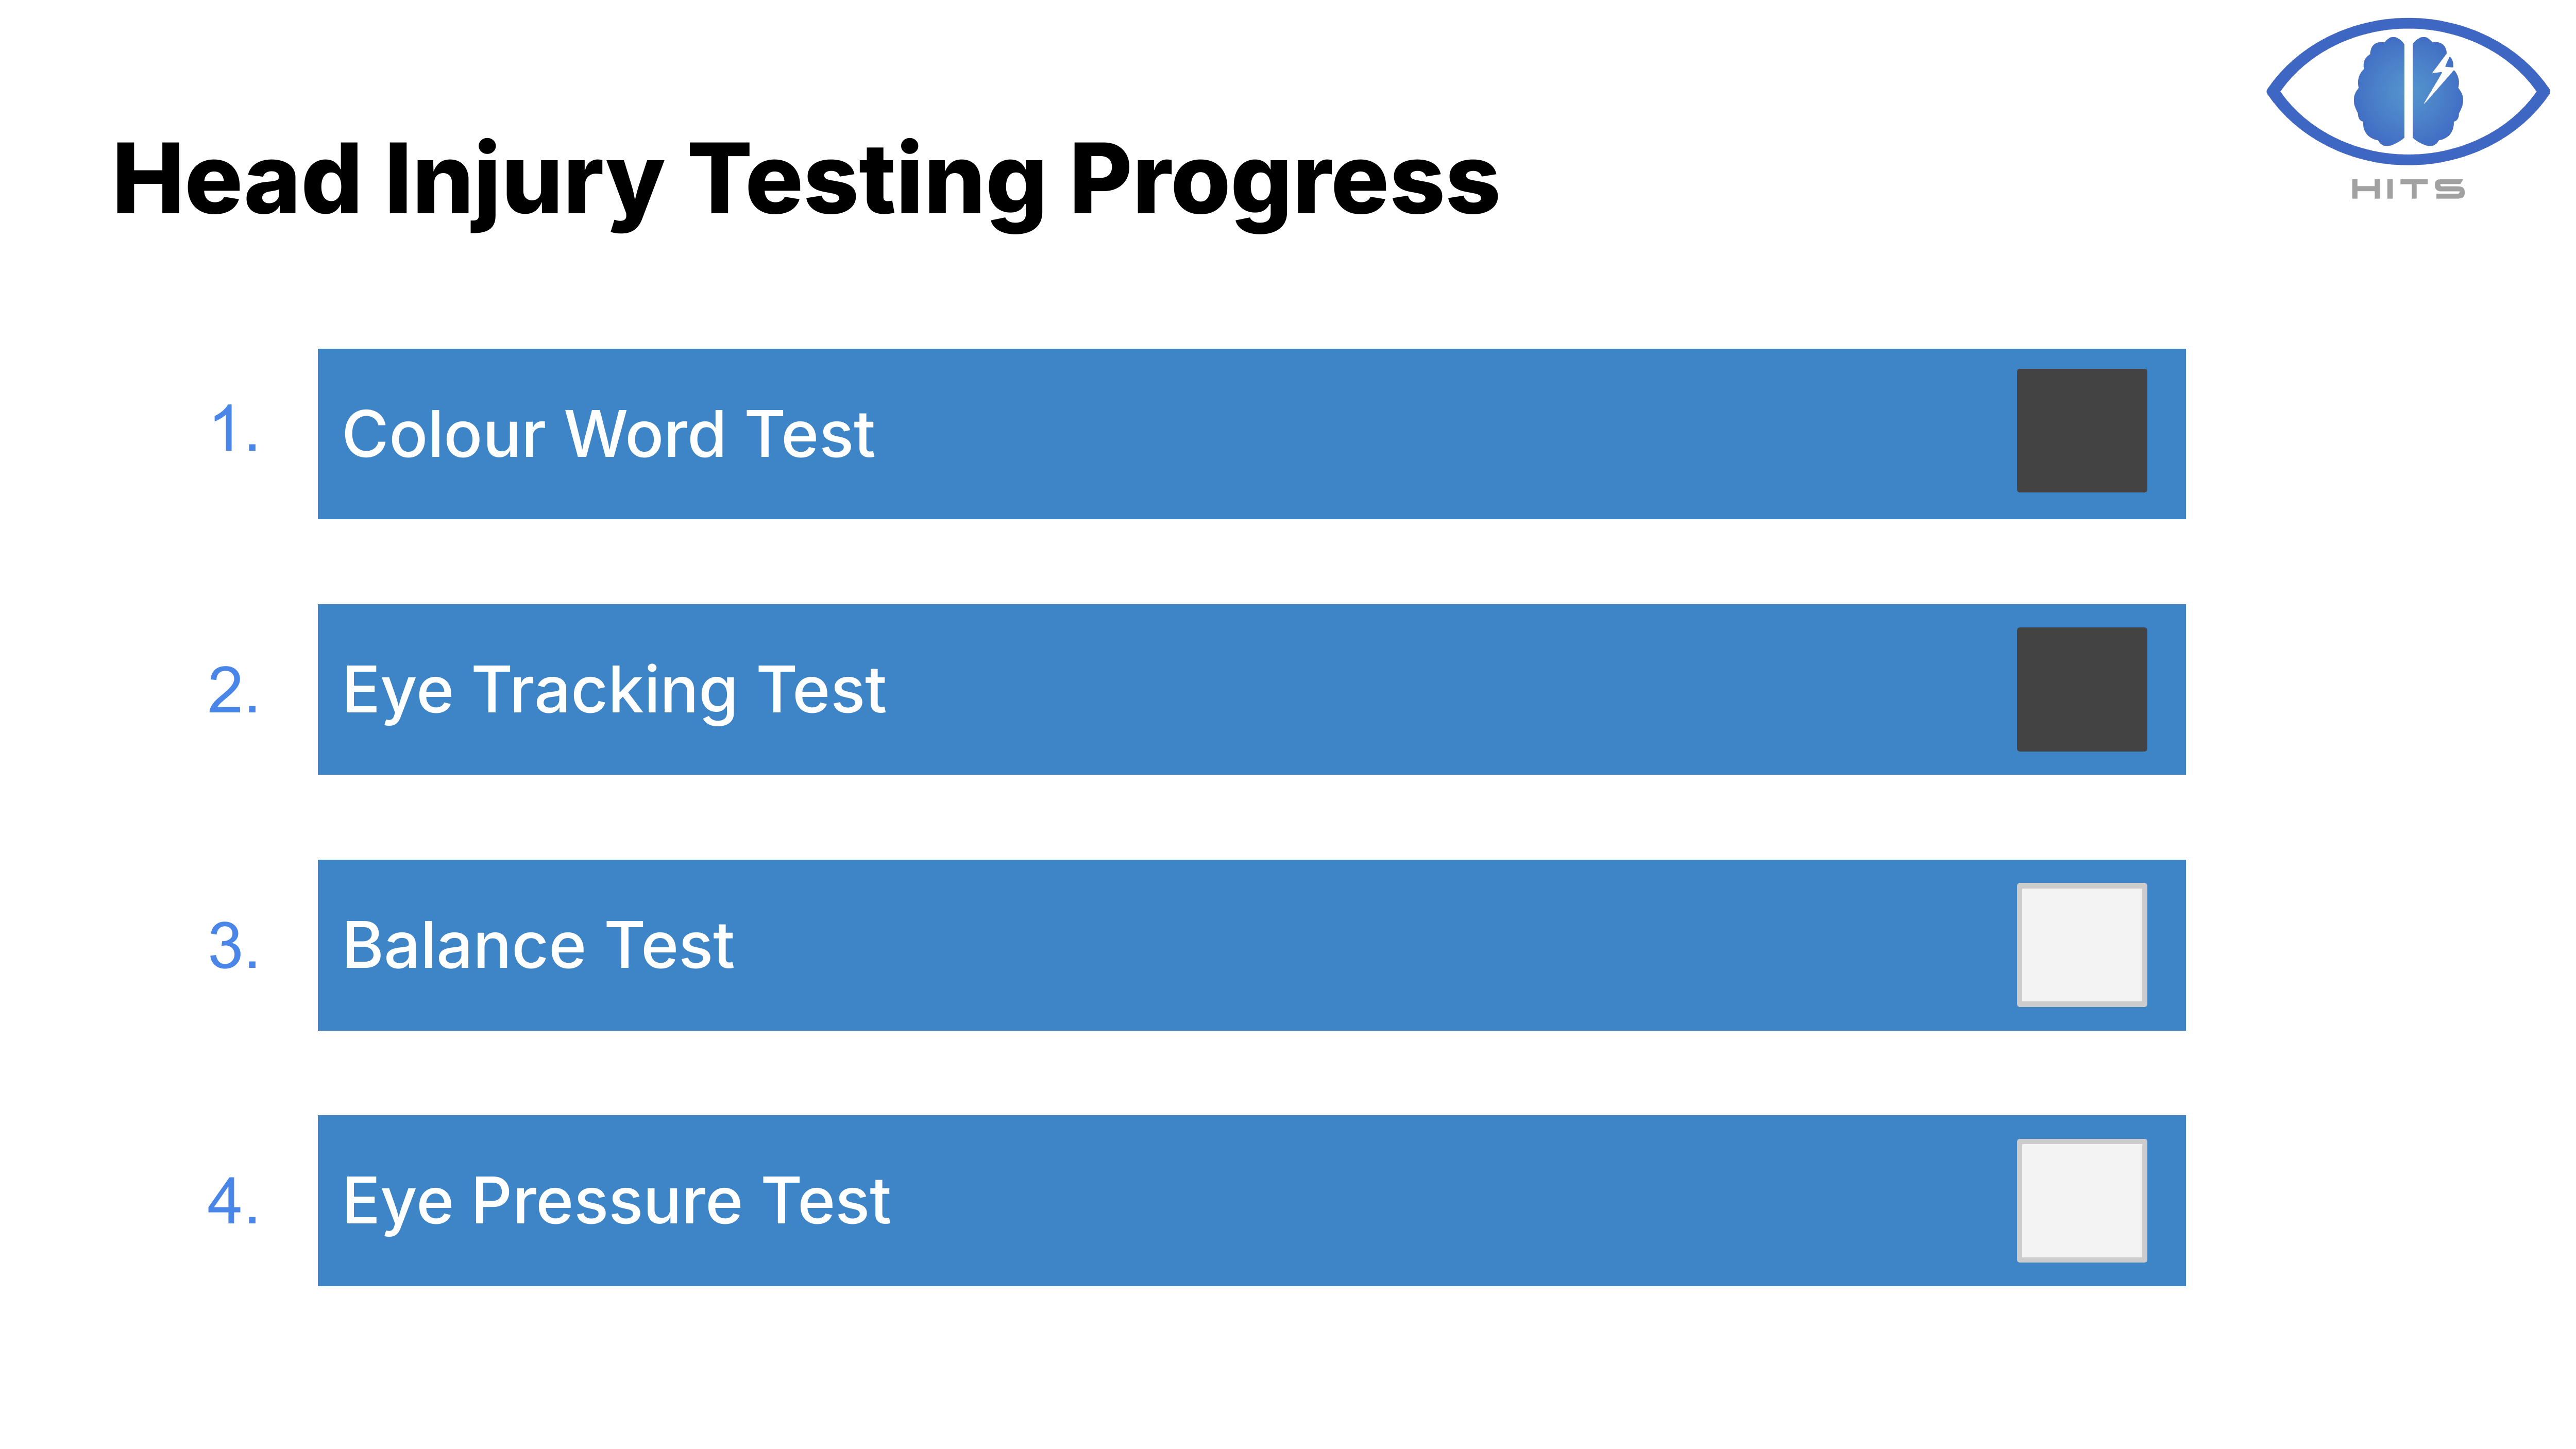 HITS
Head Injury Testing Progress
1. Colour Word Test
2. Eye Tracking Test
3. Balance Test
4. Eye Pressure Test